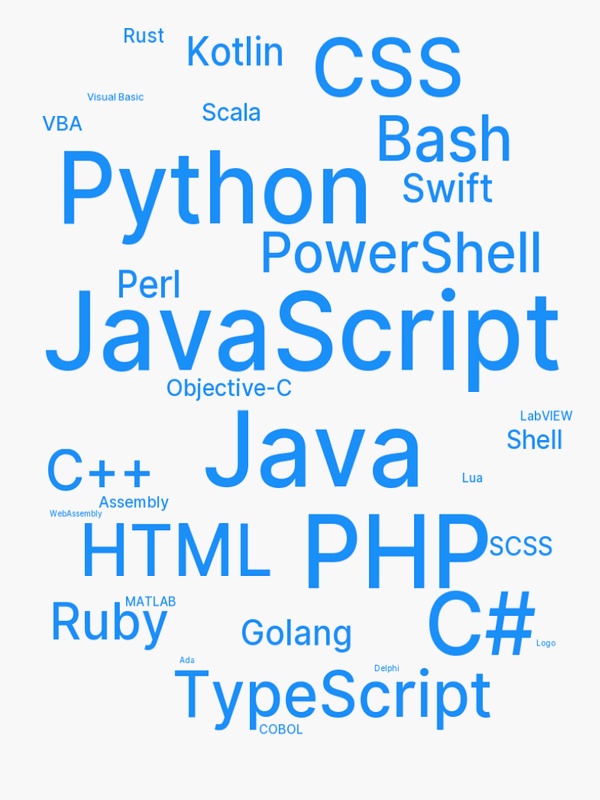 Rust
Kotlin
CSS
Visual Basic
Scala
VBA
Bash
Python
Swift
PowerShell
Perl
JavaScript
Objective-C
LabVIEW
Java
Shell
C++
Lua
Assembly
WebAssembly
HTML
PHP
SCSS
MATLAB
Ruby
C#
Golang
Logo
Ada
Delphi
TypeScript
COBOL